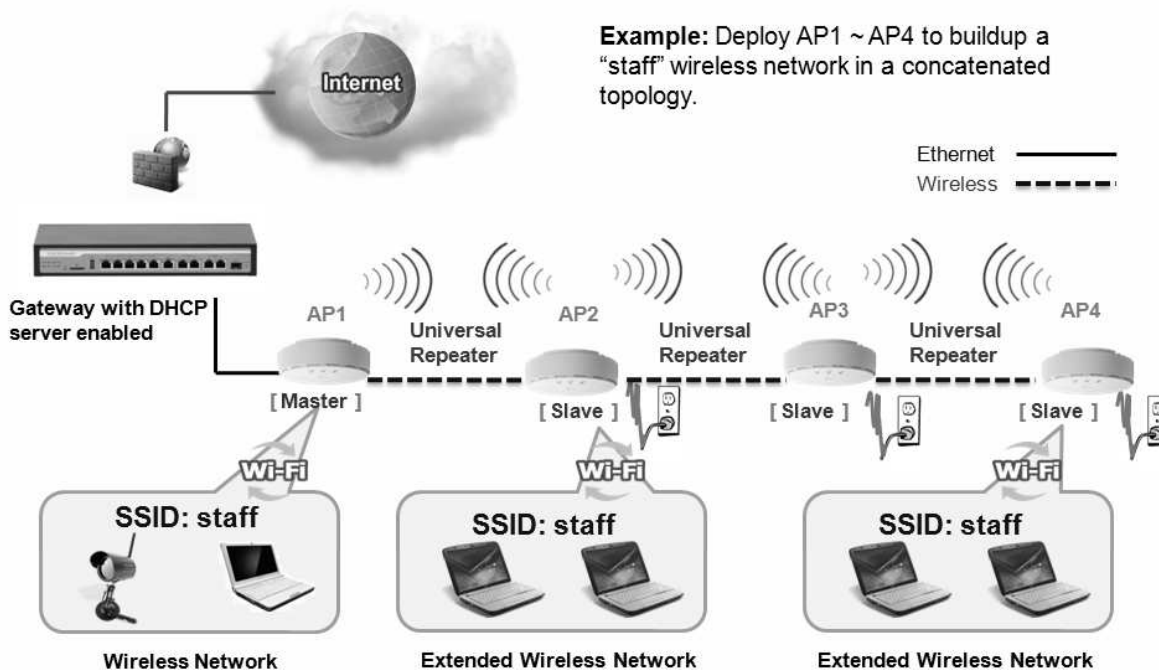 Example: Deploy AP1 ~ AP4 to buildup a
“staff” wireless network in a concatenated
topology.
Internet
Ethernet
Wireless
Gateway with DHCP
server enabled
AP1
Universal
Repeater
AP2
Universal
Repeater
AP3
Universal
Repeater
AP4
[ Master ]
[ Slave ]
[ Slave ]
[ Slave ]
Wi-Fi
Wi-Fi
Wi-Fi
SSID: staff
SSID: staff
SSID: staff
Wireless Network
Extended Wireless Network
Extended Wireless Network